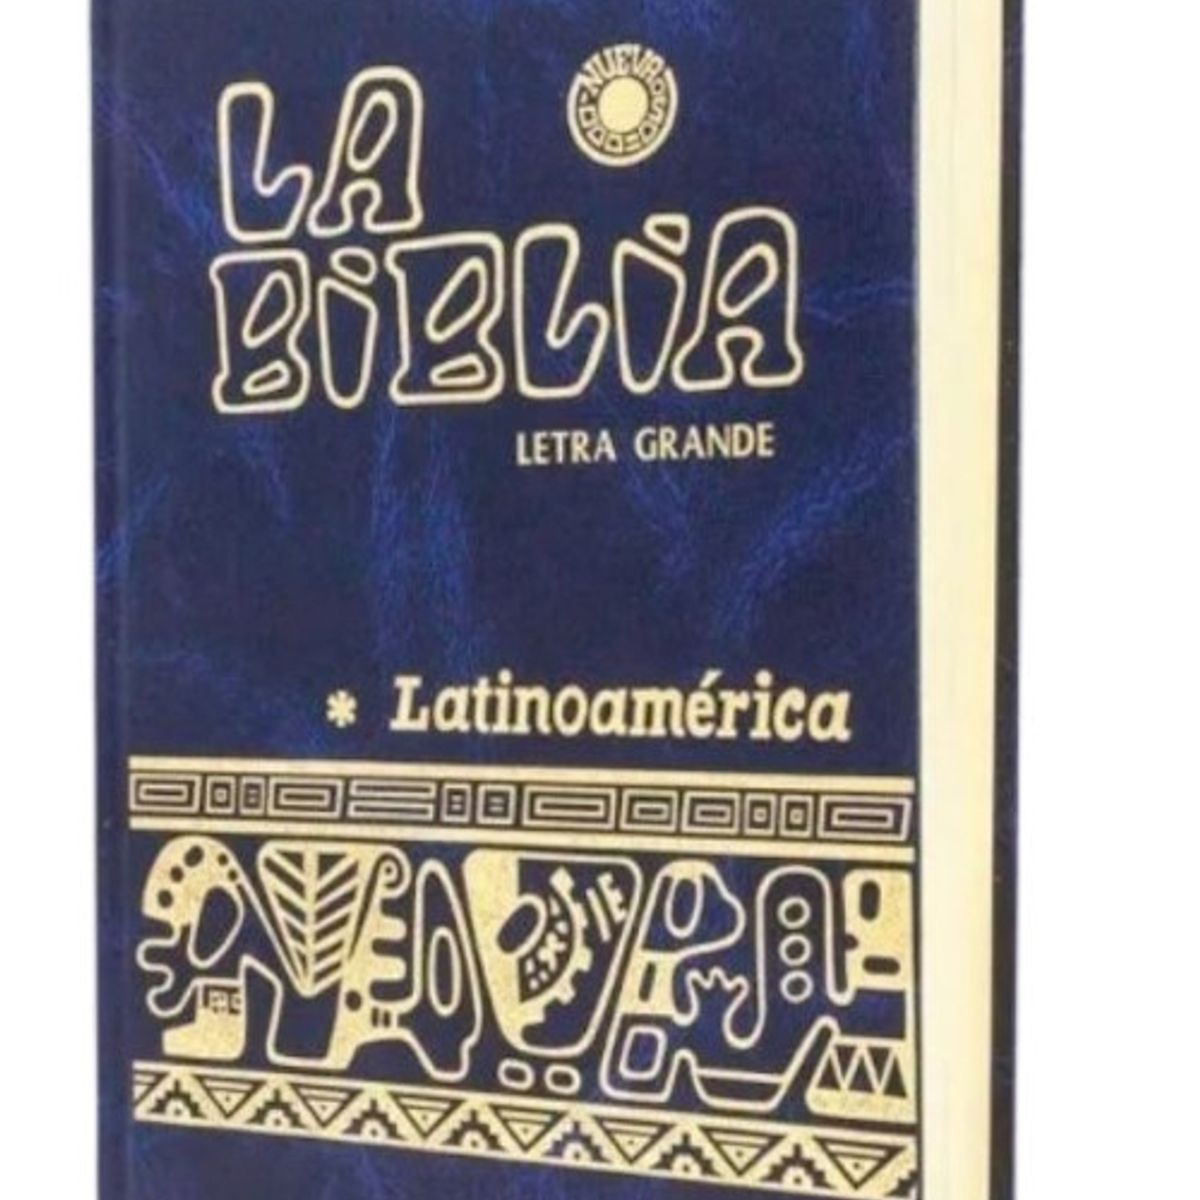 NUEVA
LA
BIBLIA
LETRA GRANDE
* Latinoamérica